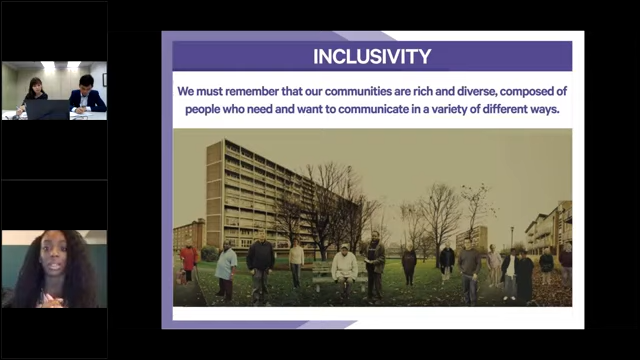 INCLUSIVITY
We must remember that our communities are rich and diverse, composed of
people who need and want to communicate in a variety of different ways.